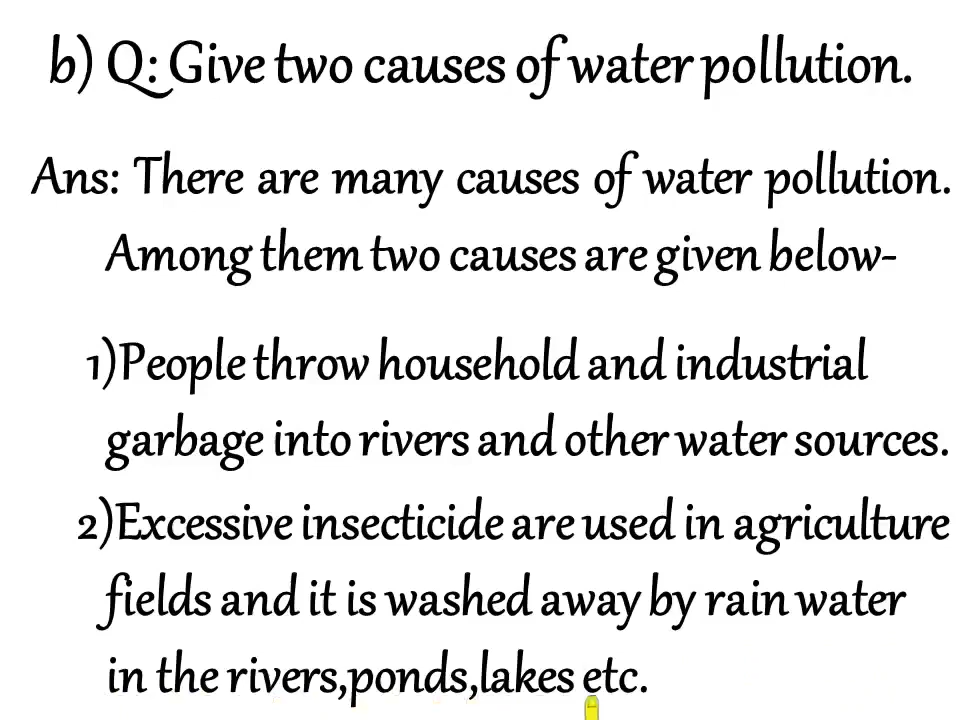 b) Q: Give two causes of water pollution.
Ans: There are many causes of water pollution.
Among them two causes are given below-
1)People throw household and industrial
garbage into rivers and other water sources.
2)Excessive insecticide are used in agriculture
fields and it is washed away by rain water
in the rivers,ponds,lakes etc.